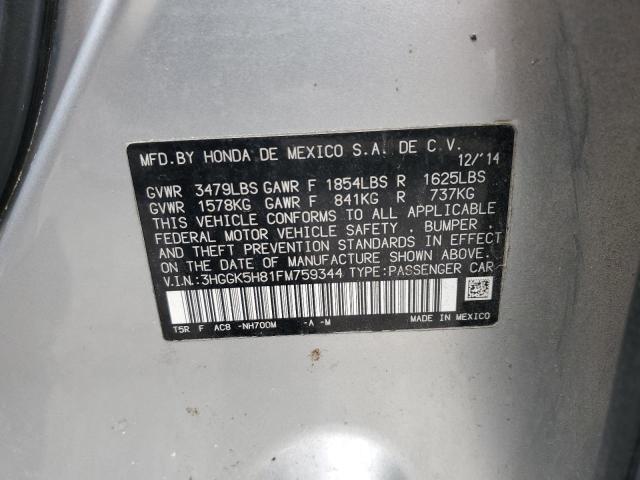 MFD.BY HONDA DE MEXICO S.A. DE C.V.
12/'14
GVWR 3479LBS GAWR F 1854LBS R 1625LBS
GVWR 1578KG GAWR F 841KG R 737KG
THIS VEHICLE CONFORMS TO ALL APPLICABLE
FEDERAL MOTOR VEHICLE SAFETY , BUMPER ,
AND THEFT PREVENTION STANDARDS IN EFFECT
ON THE DATE OF MANUFACTURE SHOWN ABOVE.
V.I.N.:3HGGK5H81FM759344 TYPE:PASSENGER CAR
T5R F AC8 -NH700M -A -M
MADE IN MEXICO